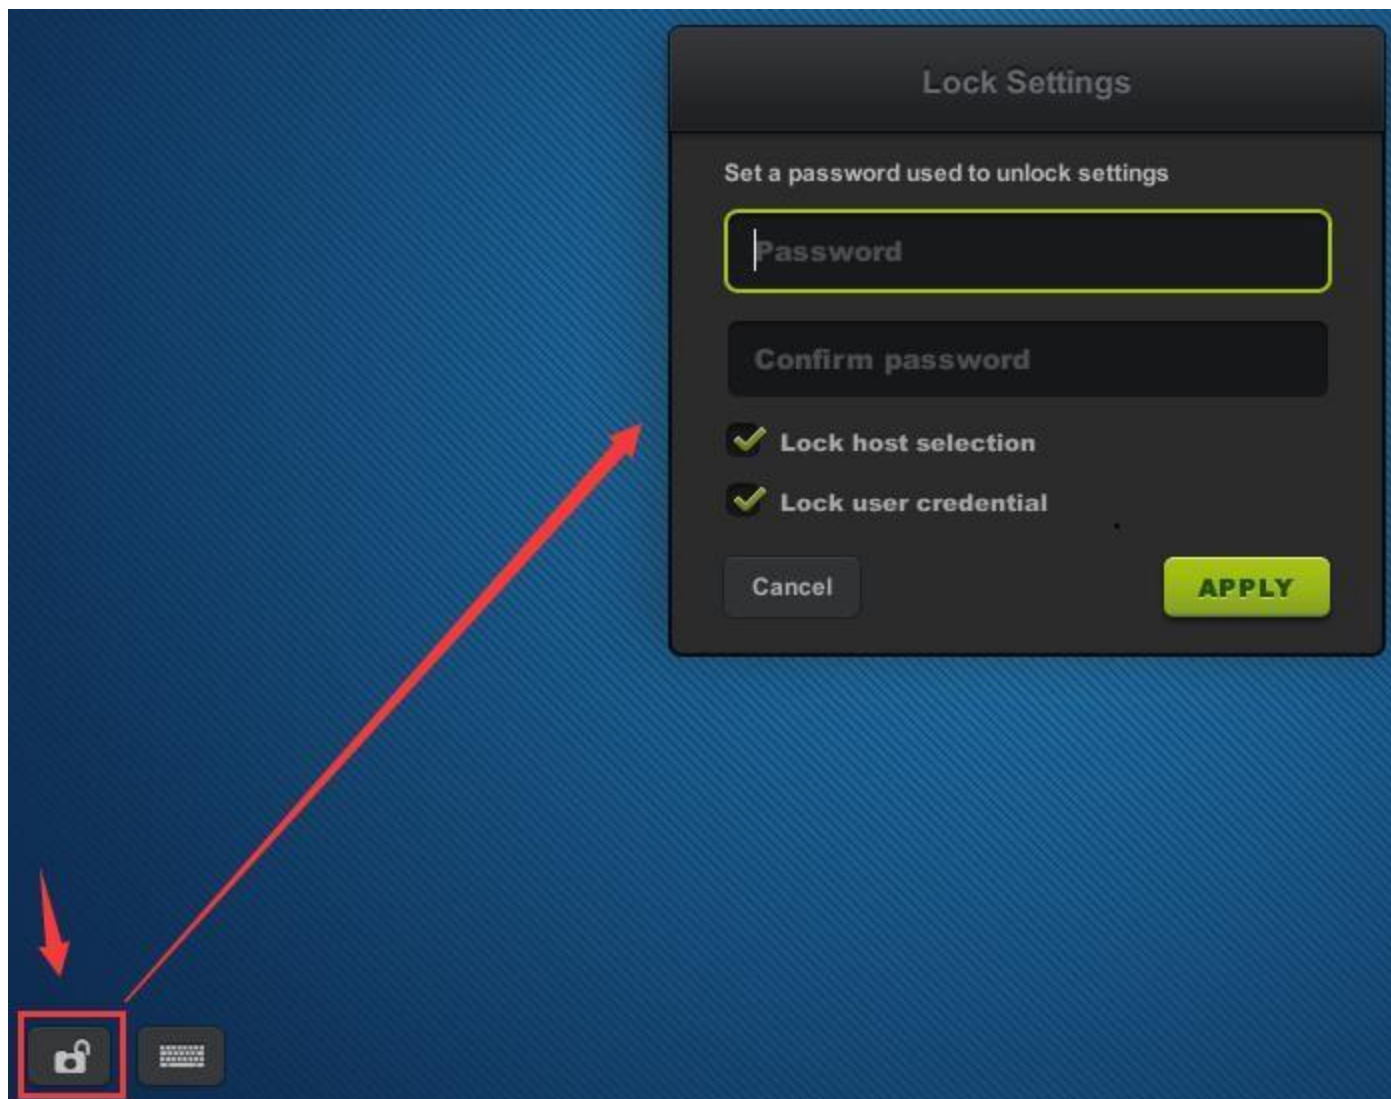 Lock Settings
Set a password used to unlock settings
Password
Confirm password
Lock host selection
Lock user credential
Cancel
APPLY